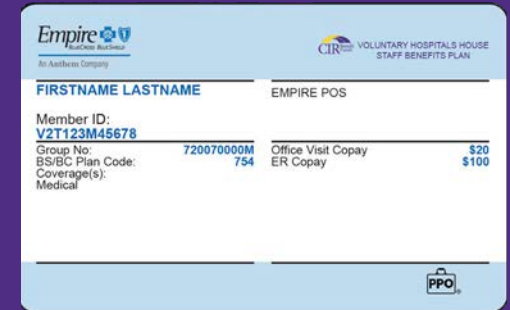 Empire
BlueCross BlueShield
An Anthem Company
CIR VOLUNTARY HOSPITALS HOUSE
STAFF BENEFITS PLAN
FIRSTNAME LASTNAME
EMPIRE POS
Member ID:
V2T123M45678
Group No: 720070000M
BS/BC Plan Code: 754
Coverage(s):
Medical
Office Visit Copay $20
ER Copay $100
PPO